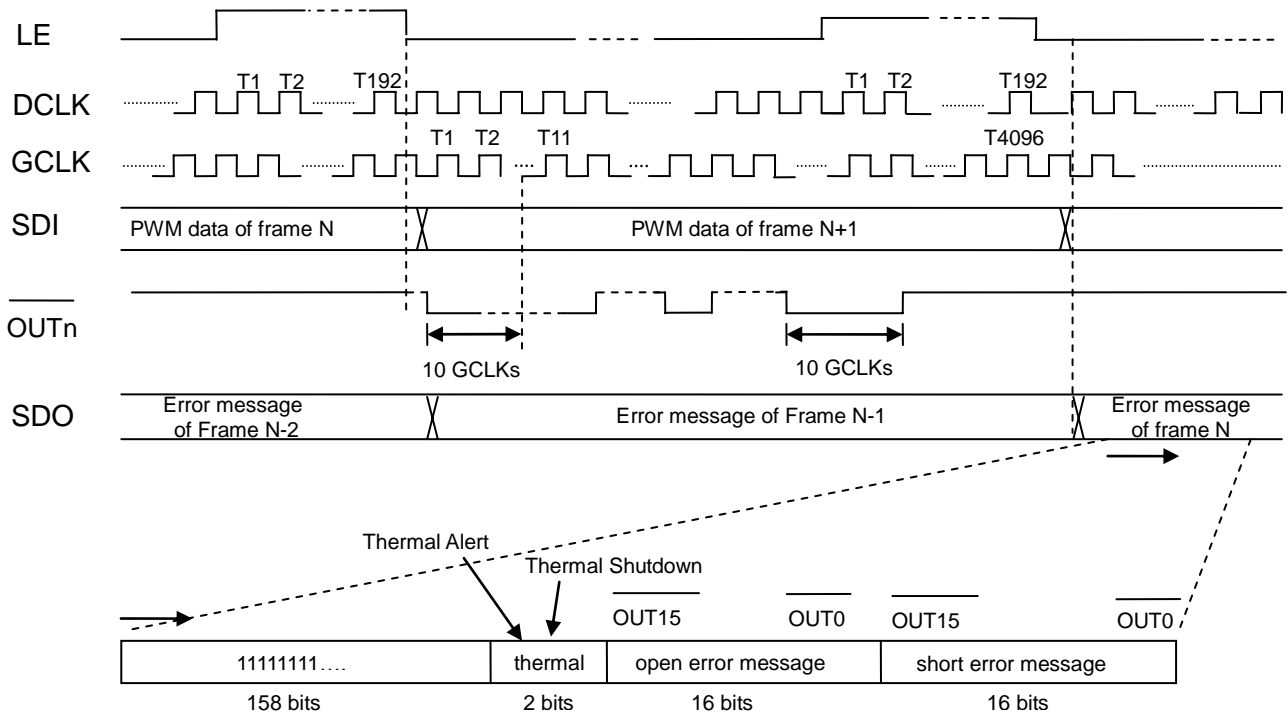 LE
T1 T2 T192 T1 T2 T192
DCLK
T1 T2 T11 T4096
GCLK
SDI
PWM data of frame N
PWM data of frame N+1
OUTn
10 GCLKs
10 GCLKs
SDO
Error message
of Frame N-2
Error message of Frame N-1
Error message
of frame N
Thermal Alert
Thermal Shutdown
OUT15 OUT0 OUT15 OUT0
11111111....
thermal
open error message
short error message
158 bits
2 bits
16 bits
16 bits